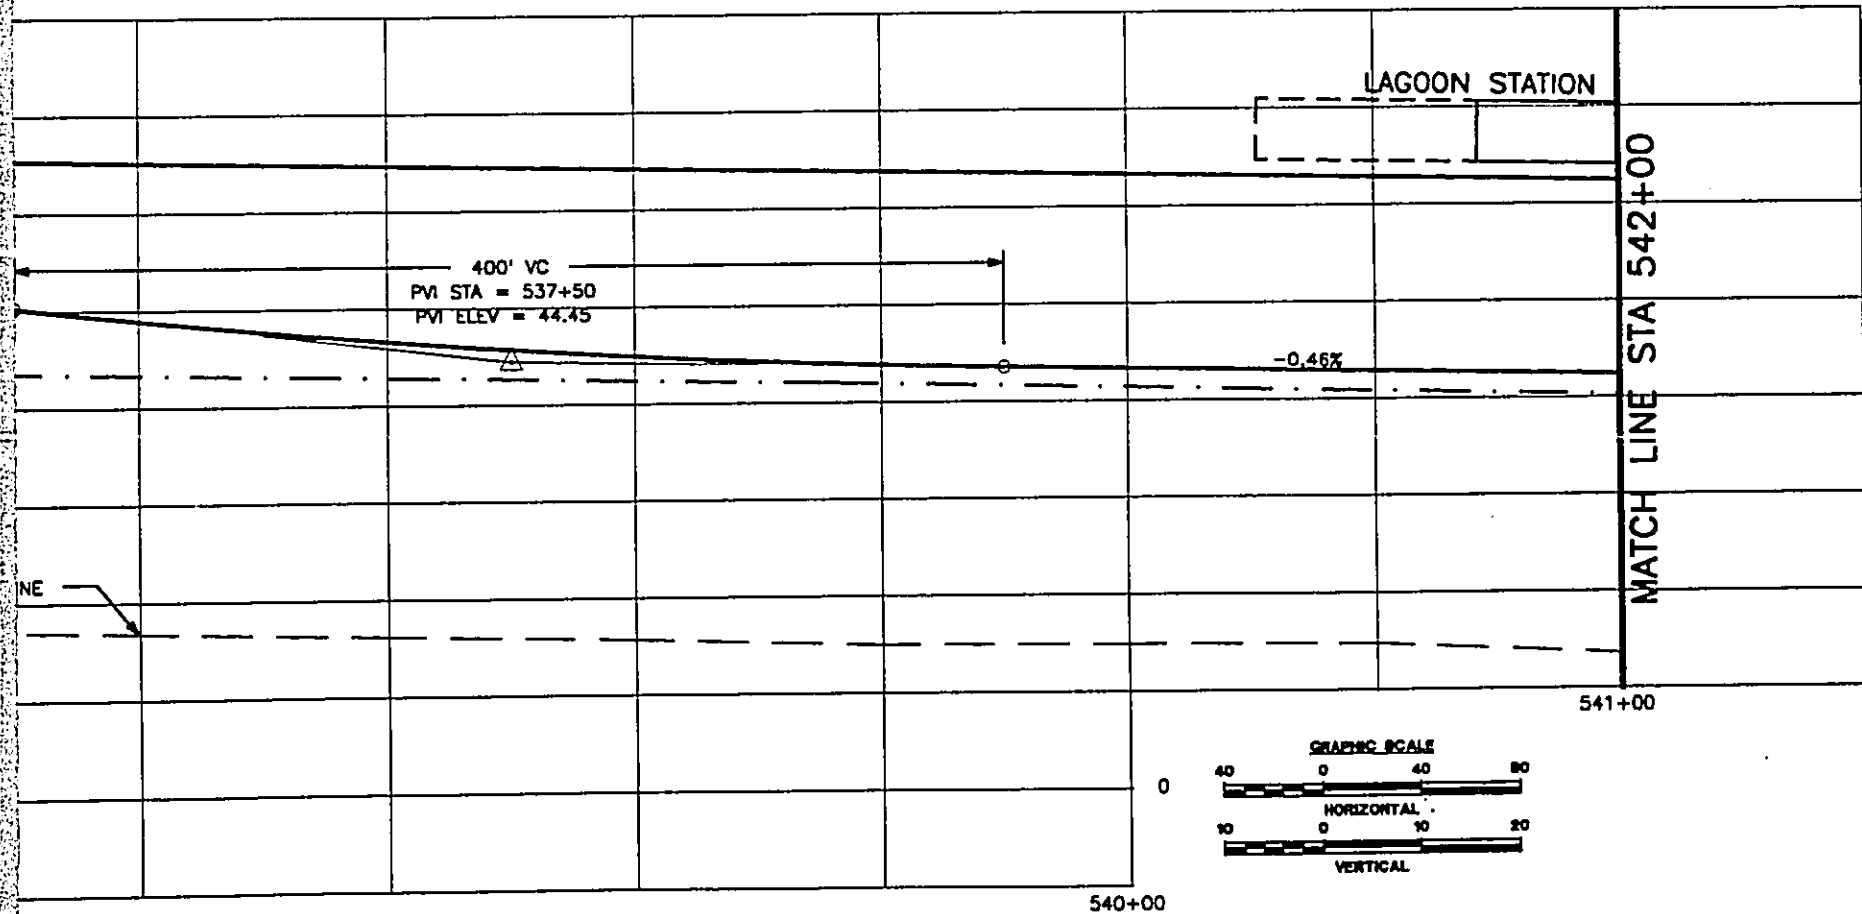 LAGOON STATION
MATCH LINE STA 542+00
400' VC
PVI STA = 537+50
PVI ELEV = 44.45
-0.46%
NE
541+00
GRAPHIC SCALE
40 0 40 80
HORIZONTAL
0
10 0 10 20
VERTICAL
540+00